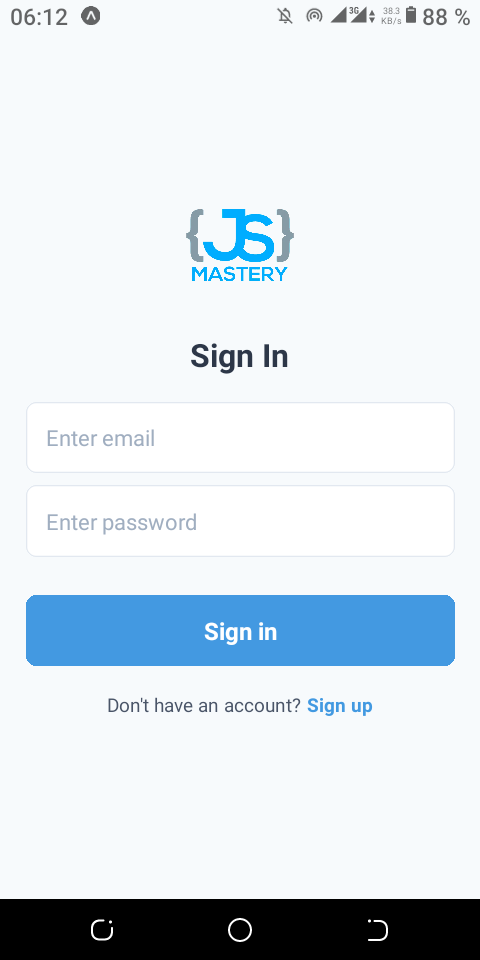 06:12 3G 38.3 KB/s 88 %
{JS}
MASTERY
Sign In
Enter email
Enter password
Sign in
Don't have an account? Sign up